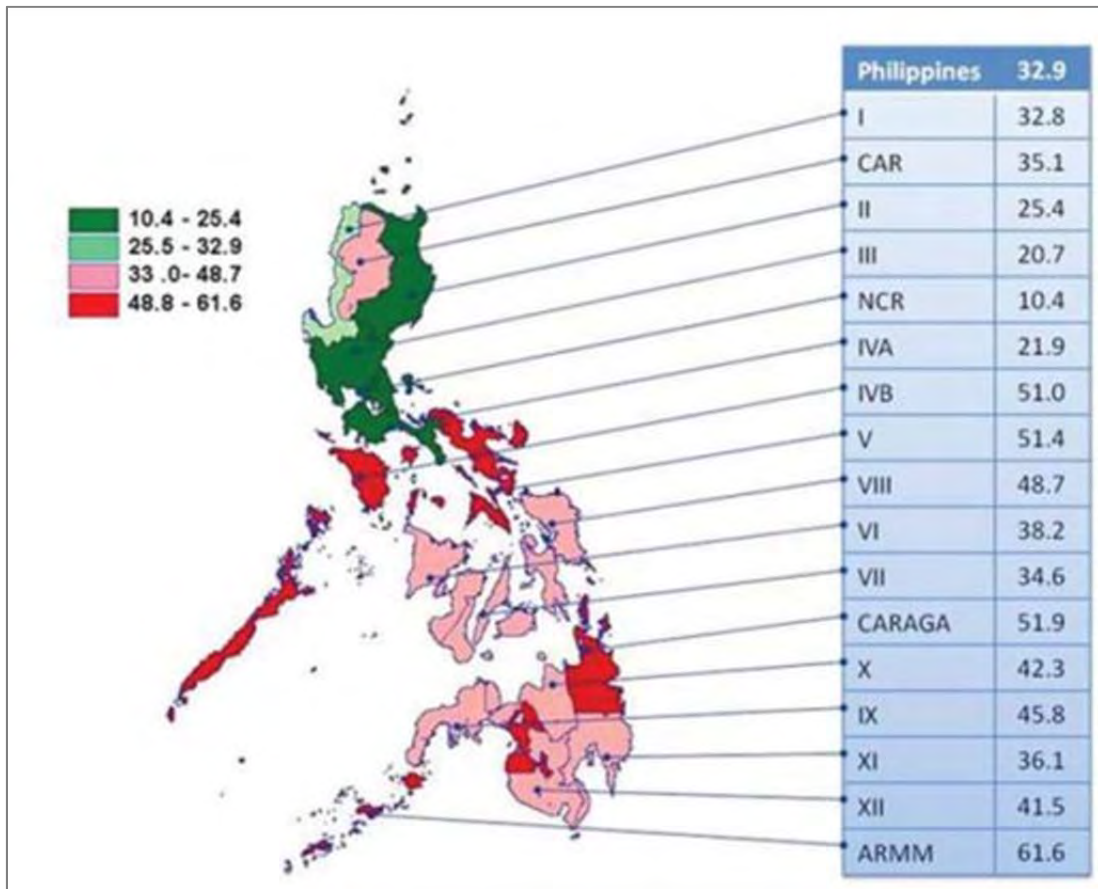 10.4 - 25.4
25.5 - 32.9
33 .0- 48.7
48.8 - 61.6
Philippines 32.9
I 32.8
CAR 35.1
II 25.4
III 20.7
NCR 10.4
IVA 21.9
IVB 51.0
V 51.4
VIII 48.7
VI 38.2
VII 34.6
CARAGA 51.9
X 42.3
IX 45.8
XI 36.1
XII 41.5
ARMM 61.6